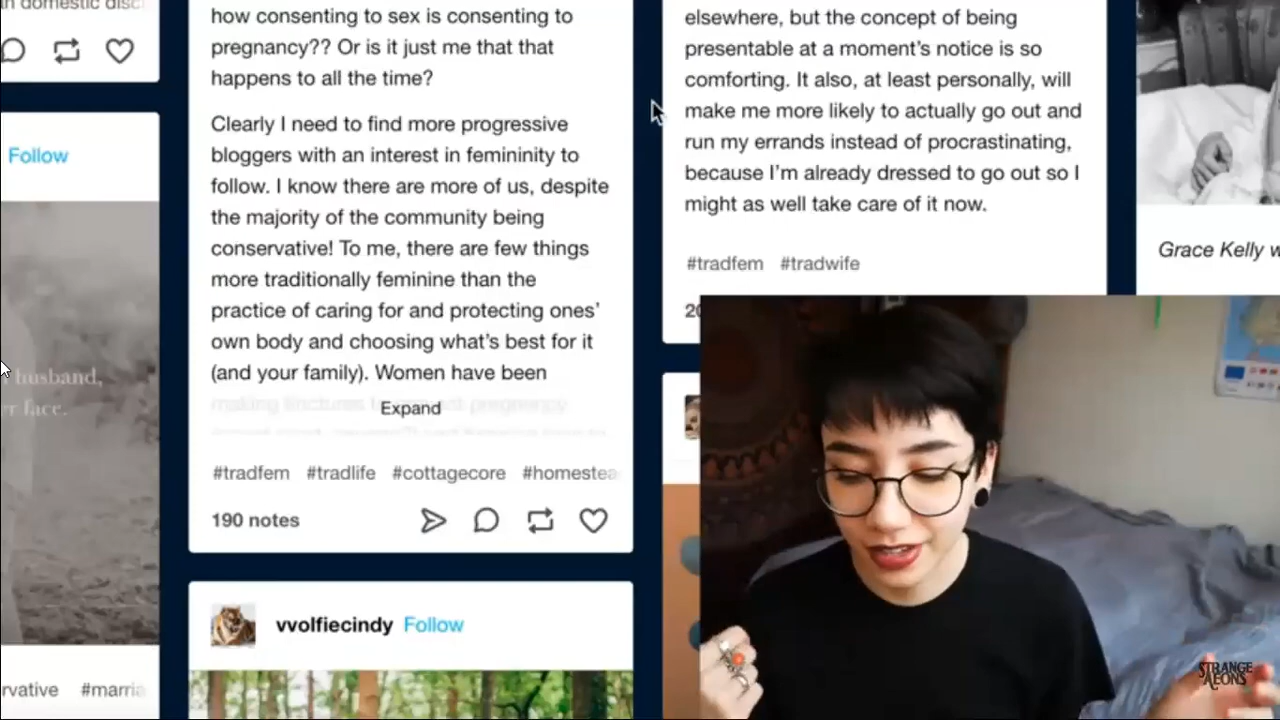 how consenting to sex is consenting to
pregnancy?? Or is it just me that that
happens to all the time?
Clearly I need to find more progressive
bloggers with an interest in femininity to
follow. I know there are more of us, despite
the majority of the community being
conservative! To me, there are few things
more traditionally feminine than the
practice of caring for and protecting ones'
own body and choosing what's best for it
(and your family). Women have been
Expand
#tradfem #tradlife #cottagecore #homestea
190 notes
vvolfiecindy Follow
elsewhere, but the concept of being
presentable at a moment's notice is so
comforting. It also, at least personally, will
make me more likely to actually go out and
run my errands instead of procrastinating,
because I'm already dressed to go out so I
might as well take care of it now.
#tradfem #tradwife
20
Follow
husband,
face.
rvative #marria
Grace Kelly w
STRANGE
ÆONS